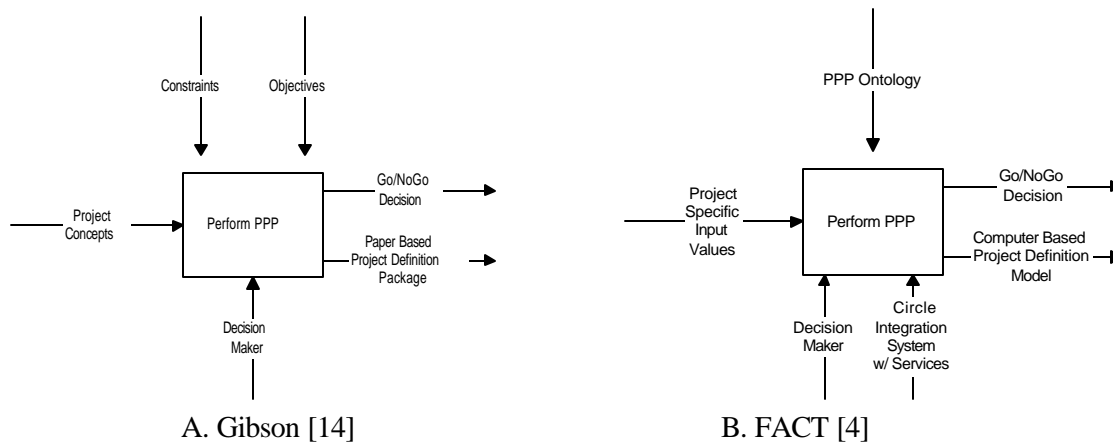 Constraints
Objectives
Project
Concepts
Perform PPP
Go/NoGo
Decision
Paper Based
Project Definition
Package
Decision
Maker
A. Gibson [14]
PPP Ontology
Project
Specific
Input
Values
Perform PPP
Go/NoGo
Decision
Computer Based
Project Definition
Model
Decision
Maker
Circle
Integration
System
w/ Services
B. FACT [4]